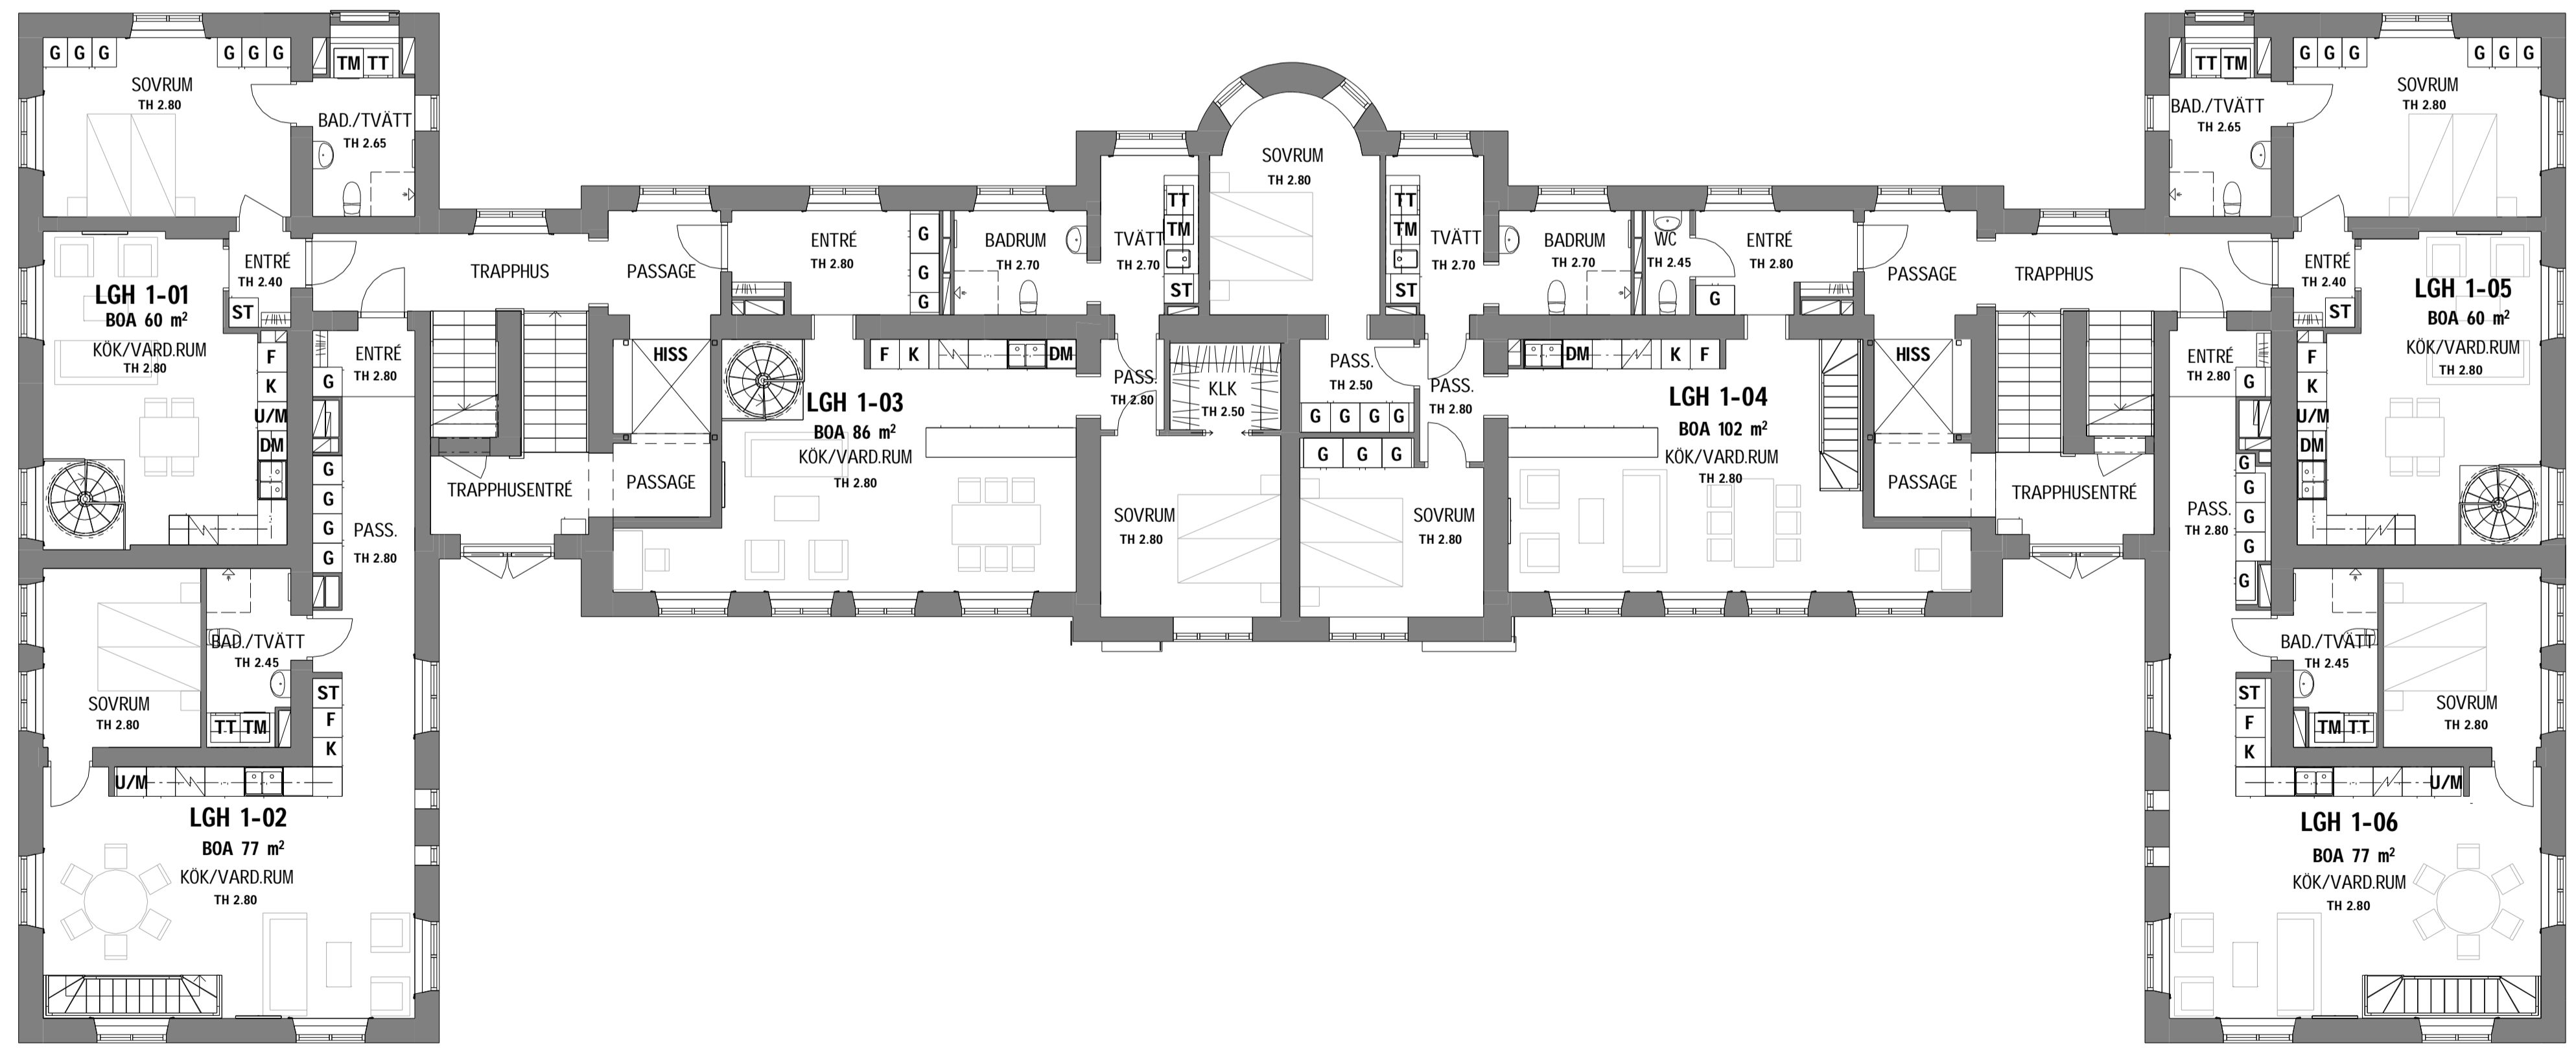 G G G
G G G
SOVRUM
TH 2.80
TM TT
BAD./TVÄTT
TH 2.65
ENTRÉ
TH 2.40
ST
LGH 1-01
BOA 60 m²
KÖK/VARD.RUM
TH 2.80
F
K
U/M
DM
ENTRÉ
TH 2.80
G
G
G
G
G
PASS.
TH 2.80
SOVRUM
TH 2.80
BAD./TVÄTT
TH 2.45
TT TM
ST
F
K
U/M
LGH 1-02
BOA 77 m²
KÖK/VARD.RUM
TH 2.80
TRAPPHUS
PASSAGE
HISS
TRAPPHUSENTRÉ
PASSAGE
ENTRÉ
TH 2.80
G
G
G
BADRUM
TH 2.70
TVÄTT
TH 2.70
TT
TM
ST
F K
DM
LGH 1-03
BOA 86 m²
KÖK/VARD.RUM
TH 2.80
PASS.
TH 2.80
KLK
TH 2.50
SOVRUM
TH 2.80
SOVRUM
TH 2.80
TT
TM
ST
TVÄTT
TH 2.70
PASS.
TH 2.50
G G G G
PASS.
TH 2.80
G G G
SOVRUM
TH 2.80
BADRUM
TH 2.70
WC
TH 2.45
ENTRÉ
TH 2.80
G
DM
K F
LGH 1-04
BOA 102 m²
KÖK/VARD.RUM
TH 2.80
PASSAGE
TRAPPHUS
HISS
PASSAGE
TRAPPHUSENTRÉ
TT TM
BAD./TVÄTT
TH 2.65
G G G
G G G
SOVRUM
TH 2.80
ENTRÉ
TH 2.40
ST
LGH 1-05
BOA 60 m²
KÖK/VARD.RUM
TH 2.80
F
K
U/M
DM
ENTRÉ
TH 2.80
G
G
G
G
G
G
PASS.
TH 2.80
BAD./TVÄTT
TH 2.45
TM TT
SOVRUM
TH 2.80
ST
F
K
U/M
LGH 1-06
BOA 77 m²
KÖK/VARD.RUM
TH 2.80